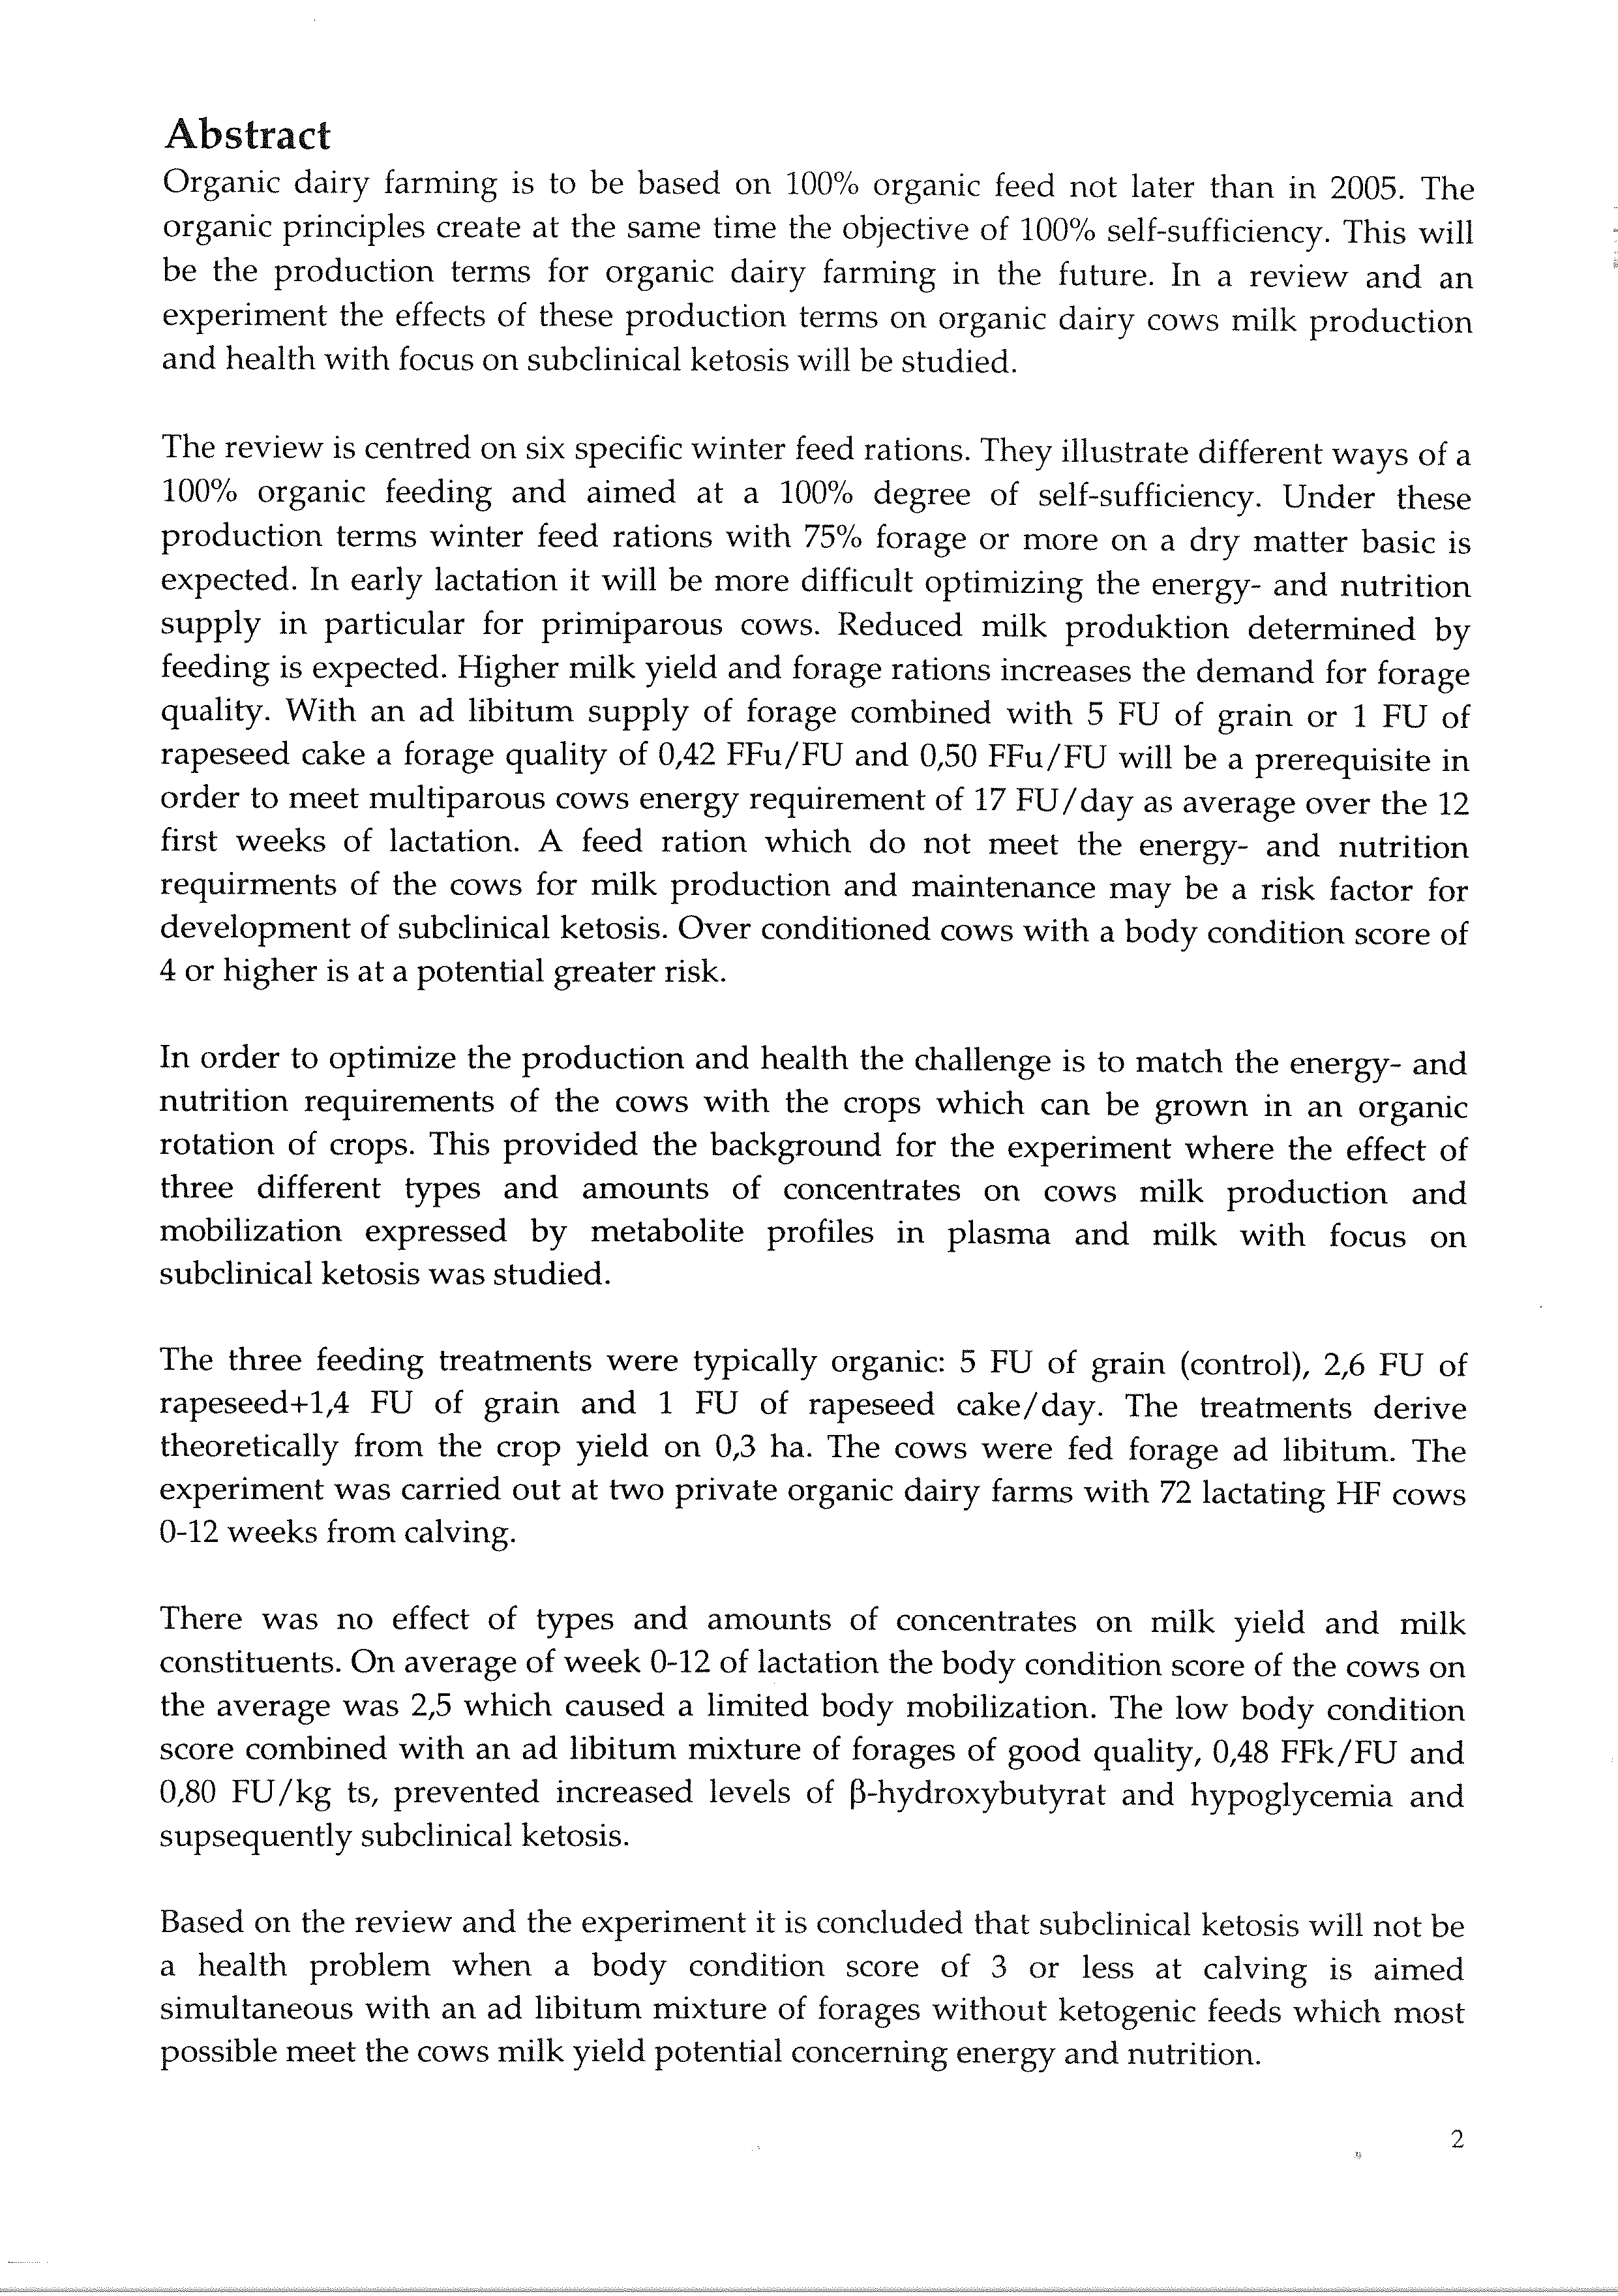 Abstract
Organic dairy farming is to be based on 100% organic feed not later than in 2005. The
organic principles create at the same time the objective of 100% self-sufficiency. This will
be the production terms for organic dairy farming in the future. In a review and an
experiment the effects of these production terms on organic dairy cows milk production
and health with focus on subclinical ketosis will be studied.
The review is centred on six specific winter feed rations. They illustrate different ways of a
100% organic feeding and aimed at a 100% degree of self-sufficiency. Under these
production terms winter feed rations with 75% forage or more on a dry matter basic is
expected. In early lactation it will be more difficult optimizing the energy- and nutrition
supply in particular for primiparous cows. Reduced milk produktion determined by
feeding is expected. Higher milk yield and forage rations increases the demand for forage
quality. With an ad libitum supply of forage combined with 5 FU of grain or 1 FU of
rapeseed cake a forage quality of 0,42 FFu/FU and 0,50 FFu/FU will be a prerequisite in
order to meet multiparous cows energy requirement of 17 FU/day as average over the 12
first weeks of lactation. A feed ration which do not meet the energy- and nutrition
requirments of the cows for milk production and maintenance may be a risk factor for
development of subclinical ketosis. Over conditioned cows with a body condition score of
4 or higher is at a potential greater risk.
In order to optimize the production and health the challenge is to match the energy- and
nutrition requirements of the cows with the crops which can be grown in an organic
rotation of crops. This provided the background for the experiment where the effect of
three different types and amounts of concentrates on cows milk production and
mobilization expressed by metabolite profiles in plasma and milk with focus on
subclinical ketosis was studied.
The three feeding treatments were typically organic: 5 FU of grain (control), 2,6 FU of
rapeseed+1,4 FU of grain and 1 FU of rapeseed cake/day. The treatments derive
theoretically from the crop yield on 0,3 ha. The cows were fed forage ad libitum. The
experiment was carried out at two private organic dairy farms with 72 lactating HF cows
0-12 weeks from calving.
There was no effect of types and amounts of concentrates on milk yield and milk
constituents. On average of week 0-12 of lactation the body condition score of the cows on
the average was 2,5 which caused a limited body mobilization. The low body condition
score combined with an ad libitum mixture of forages of good quality, 0,48 FFk/FU and
0,80 FU/kg ts, prevented increased levels of β-hydroxybutyrat and hypoglycemia and
supsequently subclinical ketosis.
Based on the review and the experiment it is concluded that subclinical ketosis will not be
a health problem when a body condition score of 3 or less at calving is aimed
simultaneous with an ad libitum mixture of forages without ketogenic feeds which most
possible meet the cows milk yield potential concerning energy and nutrition.
2